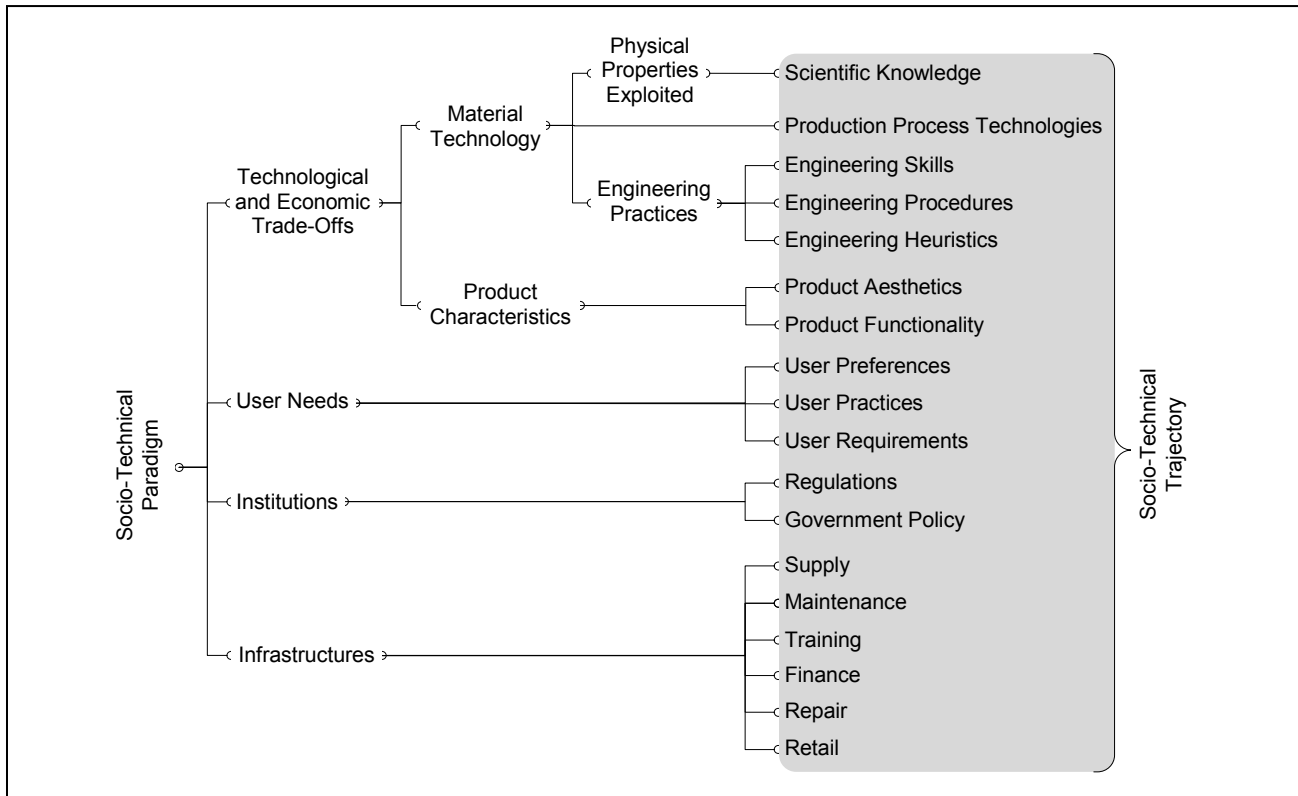 Socio-Technical
Paradigm
Technological
and Economic
Trade-Offs
User Needs
Institutions
Infrastructures
Material
Technology
Product
Characteristics
Physical
Properties
Exploited
Engineering
Practices
Scientific Knowledge
Production Process Technologies
Engineering Skills
Engineering Procedures
Engineering Heuristics
Product Aesthetics
Product Functionality
User Preferences
User Practices
User Requirements
Regulations
Government Policy
Supply
Maintenance
Training
Finance
Repair
Retail
Socio-Technical
Trajectory